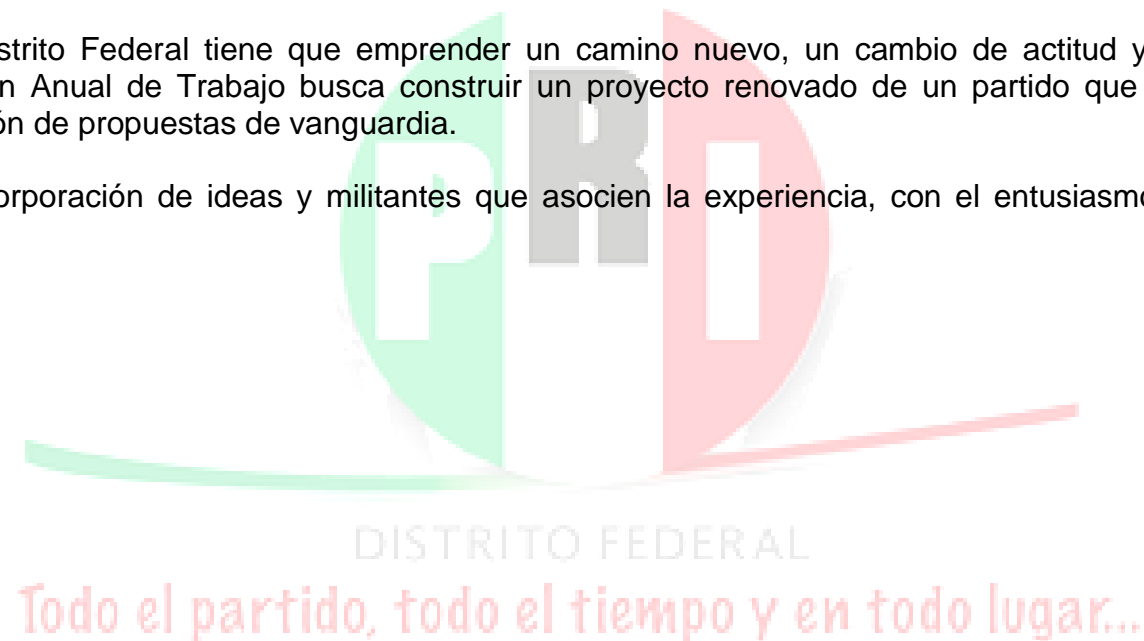 strito Federal tiene que emprender un camino nuevo, un cambio de actitud y
n Anual de Trabajo busca construir un proyecto renovado de un partido que
ón de propuestas de vanguardia.
orporación de ideas y militantes que asocien la experiencia, con el entusiasmo
PRI
DISTRITO FEDERAL
Todo el partido, todo el tiempo y en todo lugar...